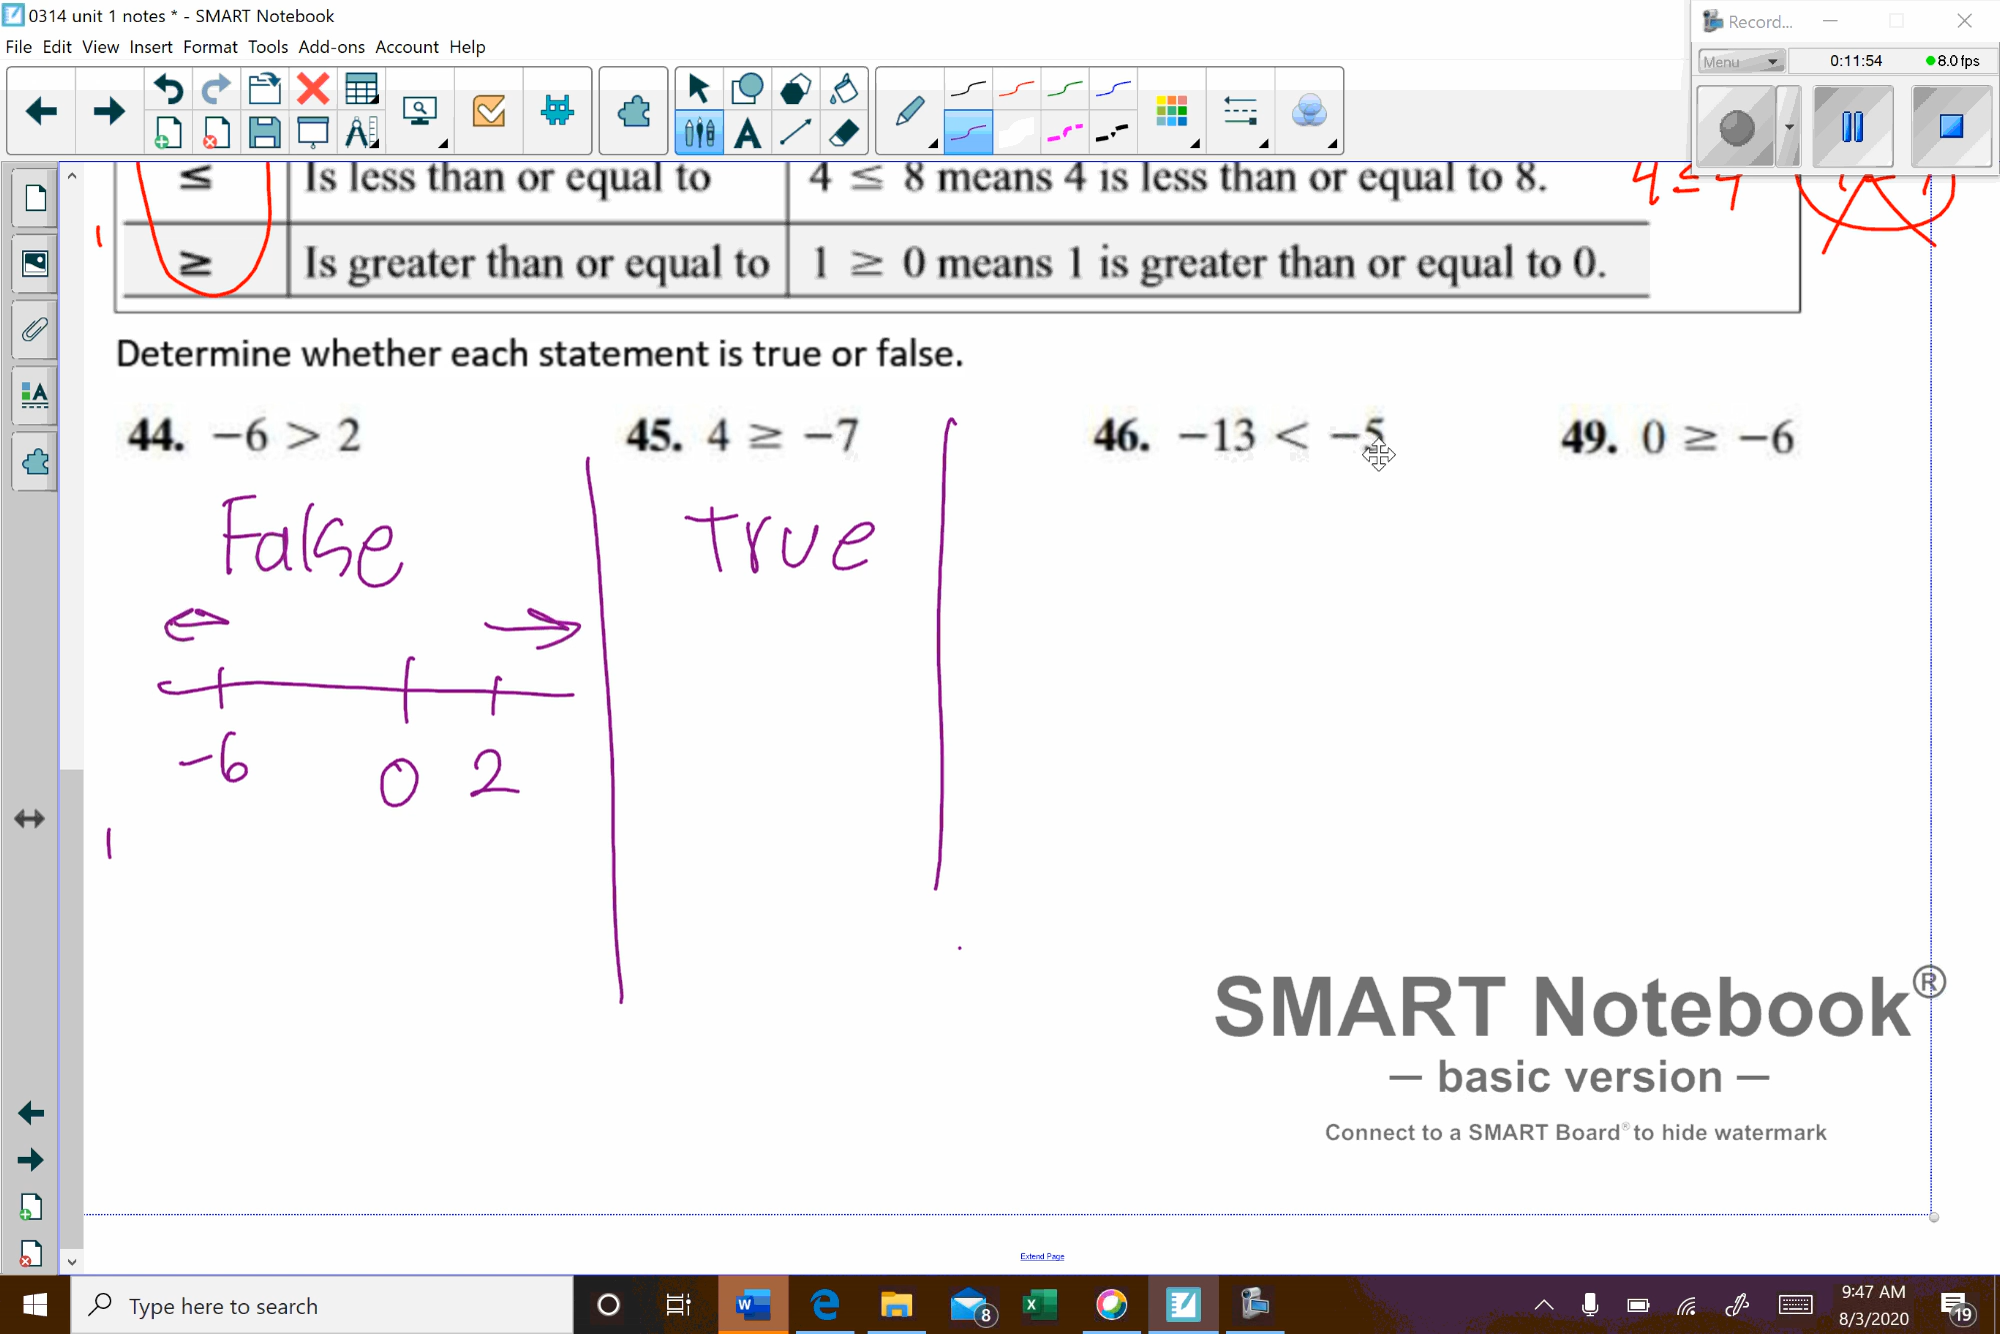 0314 unit 1 notes * - SMART Notebook
Record...
File Edit View Insert Format Tools Add-ons Account Help
Menu 0:11:54 8.0 fps
≤ Is less than or equal to 4 ≤ 8 means 4 is less than or equal to 8. 4 ≤ 4
≥ Is greater than or equal to 1 ≥ 0 means 1 is greater than or equal to 0.
Determine whether each statement is true or false.
44. −6 > 2 45. 4 ≥ −7 46. −13 < −5 49. 0 ≥ −6
False True
-6 0 2
SMART Notebook®
— basic version —
Connect to a SMART Board® to hide watermark
Extend Page
Type here to search
8
9:47 AM
8/3/2020
19